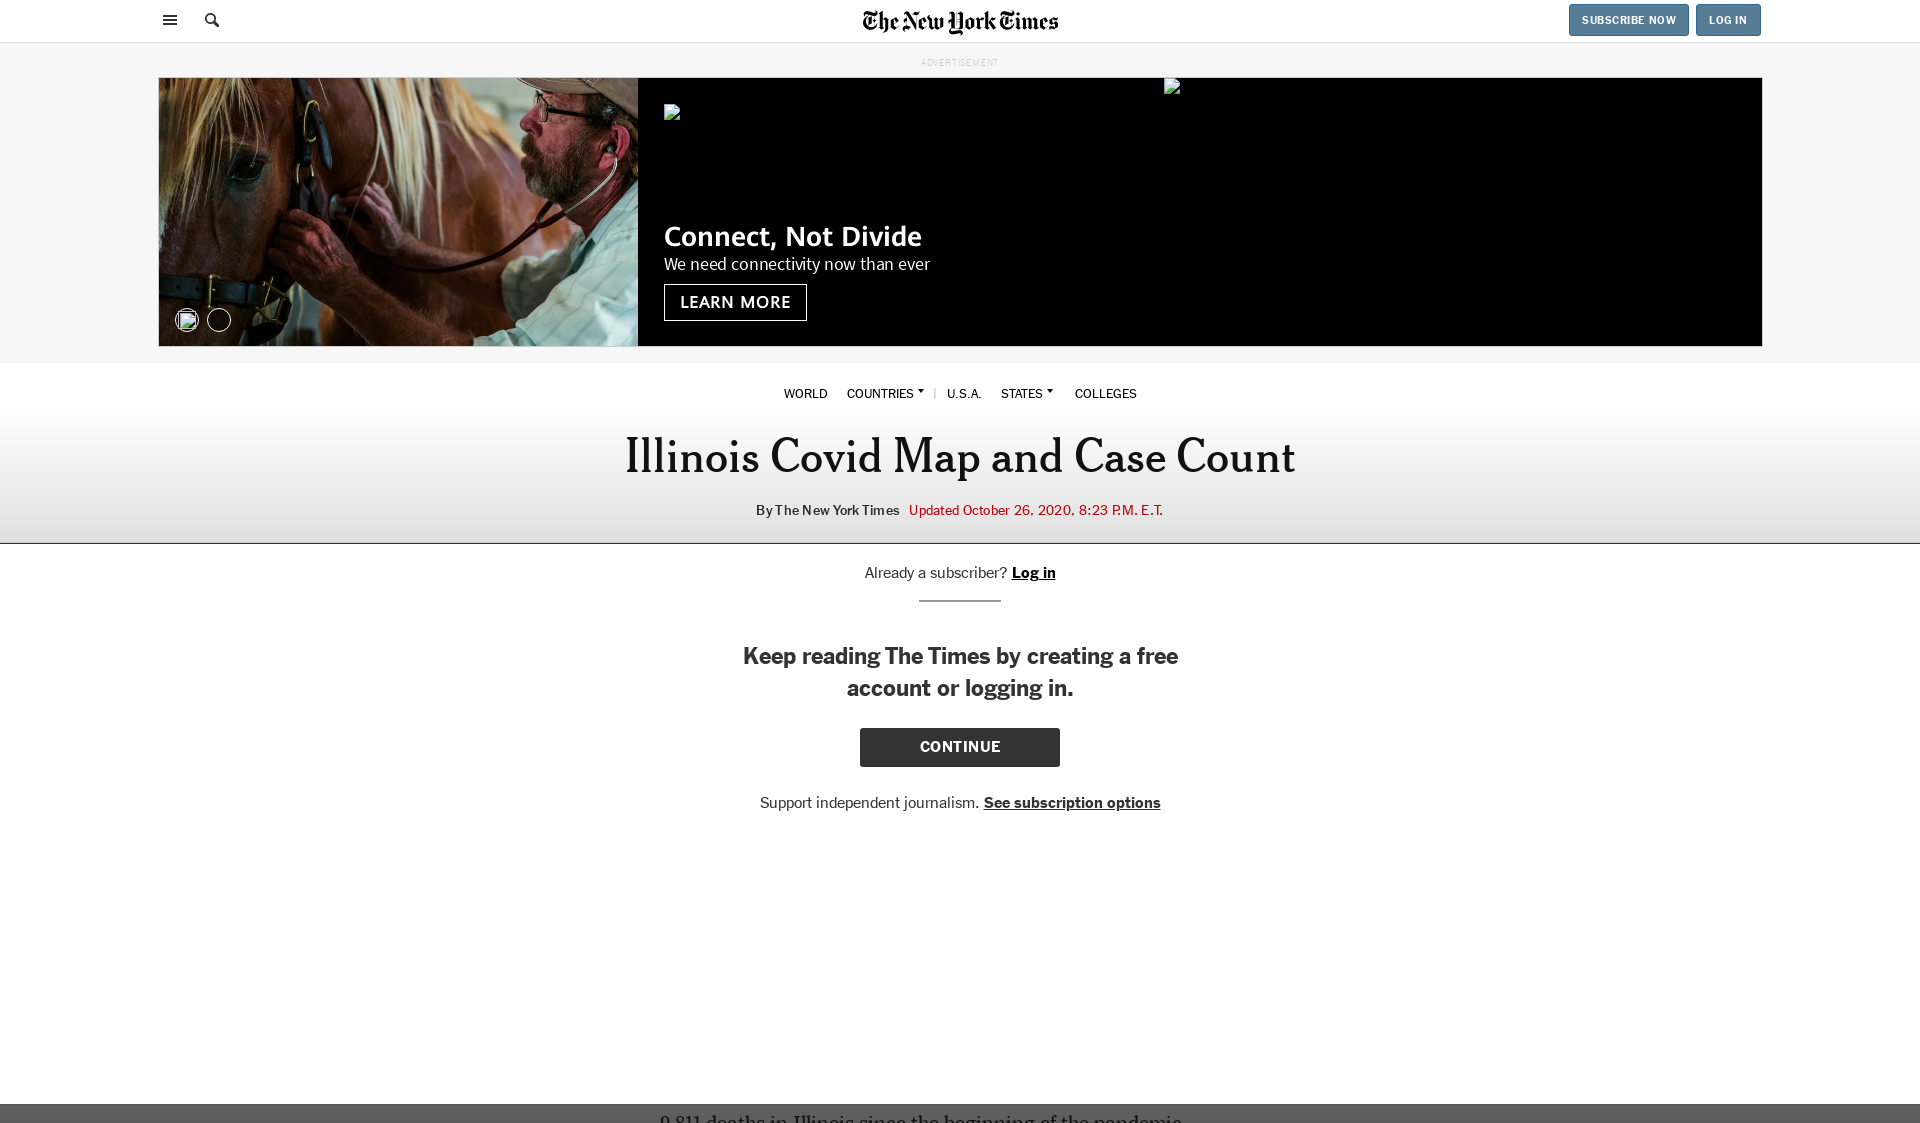 The New York Times
SUBSCRIBE NOW
LOG IN
ADVERTISEMENT
Connect, Not Divide
We need connectivity now than ever
LEARN MORE
WORLD COUNTRIES | U.S.A. STATES COLLEGES
Illinois Covid Map and Case Count
By The New York Times Updated October 26, 2020, 8:23 P.M. E.T.
Already a subscriber? Log in
Keep reading The Times by creating a free
account or logging in.
CONTINUE
Support independent journalism. See subscription options
9,811 deaths in Illinois since the beginning of the pandemic